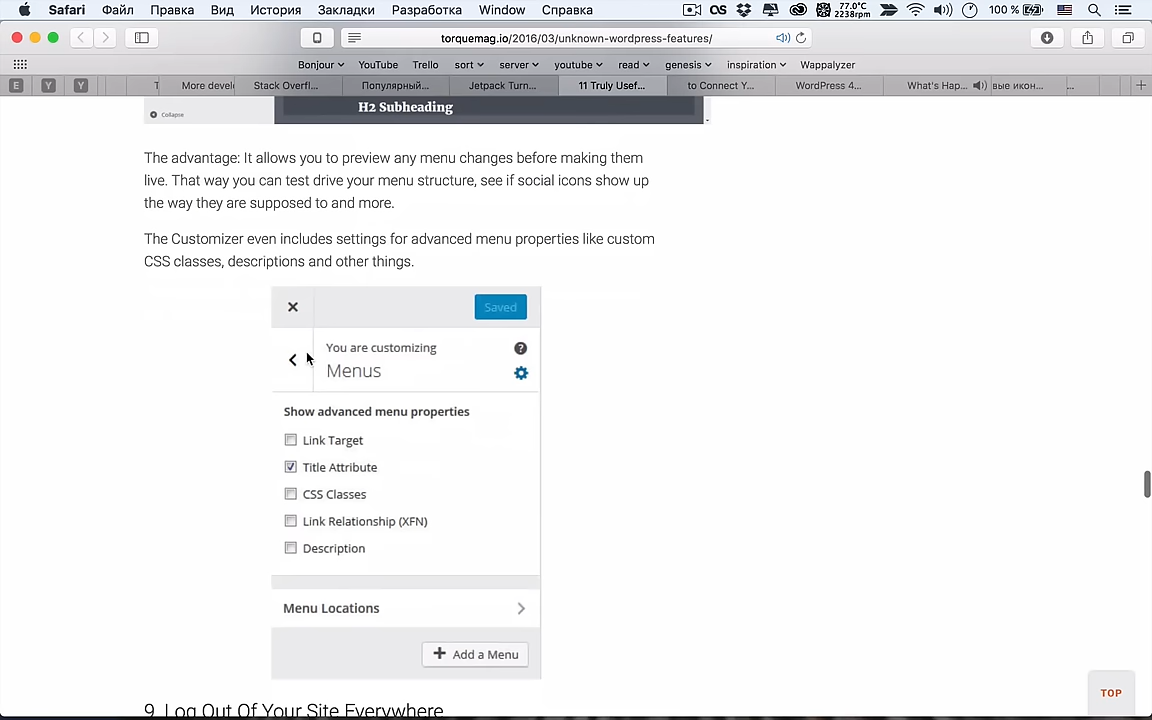 Safari Файл Правка Вид История Закладки Разработка Window Справка OS 77.0°C 2238rpm 100 %
torquemag.io/2016/03/unknown-wordpress-features/
Bonjour YouTube Trello sort server youtube read genesis inspiration Wappalyzer
E Y Y More devel Stack Overfl... Популярный... Jetpack Turn... 11 Truly Usef... to Connect Y... WordPress 4... What's Hap... вые икон... ...
Collapse
H2 Subheading
The advantage: It allows you to preview any menu changes before making them
live. That way you can test drive your menu structure, see if social icons show up
the way they are supposed to and more.
The Customizer even includes settings for advanced menu properties like custom
CSS classes, descriptions and other things.
Saved
You are customizing
Menus
Show advanced menu properties
Link Target
Title Attribute
CSS Classes
Link Relationship (XFN)
Description
Menu Locations
Add a Menu
TOP
9. Log Out Of Your Site Everywhere